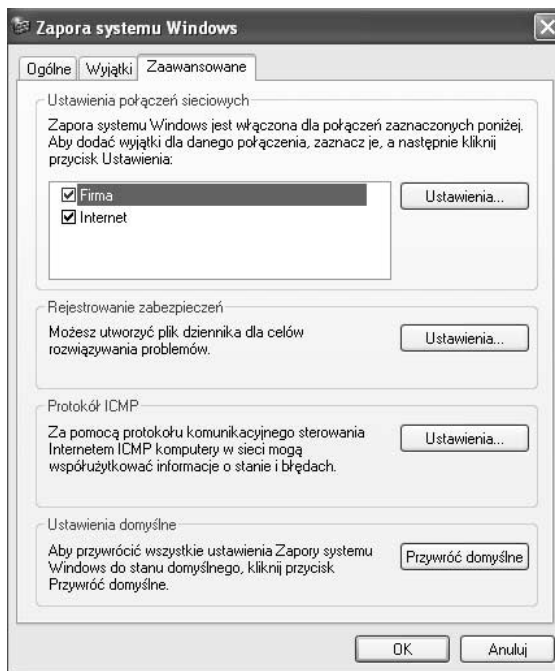 Zapora systemu Windows
Ogólne Wyjątki Zaawansowane
Ustawienia połączeń sieciowych
Zapora systemu Windows jest włączona dla połączeń zaznaczonych poniżej.
Aby dodać wyjątki dla danego połączenia, zaznacz je, a następnie kliknij
przycisk Ustawienia:
Firma
Internet
Ustawienia...
Rejestrowanie zabezpieczeń
Możesz utworzyć plik dziennika dla celów
rozwiązywania problemów.
Ustawienia...
Protokół ICMP
Za pomocą protokołu komunikacyjnego sterowania
Internetem ICMP komputery w sieci mogą
współużytkować informacje o stanie i błędach.
Ustawienia...
Ustawienia domyślne
Aby przywrócić wszystkie ustawienia Zapory systemu
Windows do stanu domyślnego, kliknij przycisk
Przywróć domyślne.
Przywróć domyślne
OK Anuluj